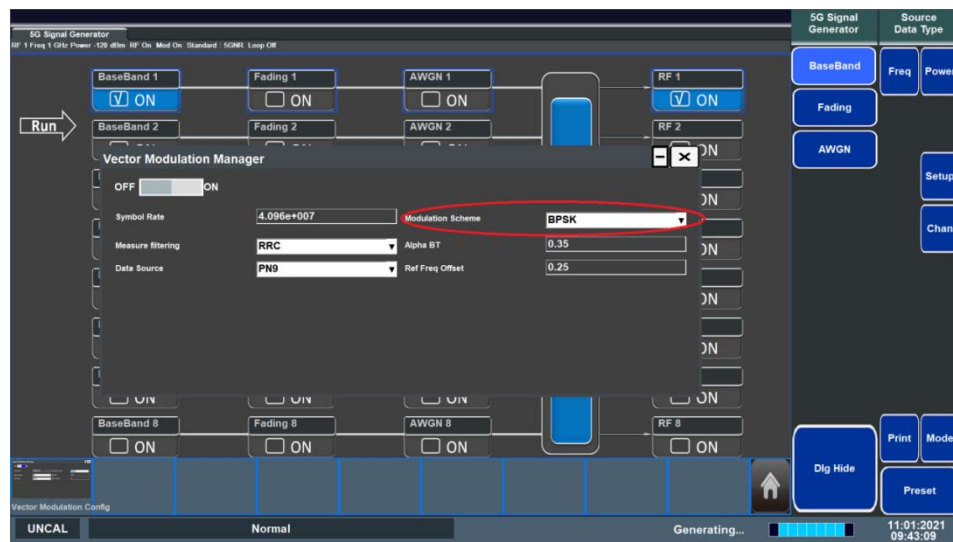 5G Signal Generator
RF 1 Freq 1 GHz Power -120 dBm RF On Mod On Standard : 5GNR Loop Off
5G Signal Generator
Source Data Type
BaseBand 1 Fading 1 AWGN 1 RF 1
ON ON ON ON
Run
BaseBand 2 Fading 2 AWGN 2 RF 2
ON
Vector Modulation Manager
OFF ON
ON
Symbol Rate 4.096e+007 Modulation Scheme BPSK
Measure filtering RRC Alpha BT 0.35
Data Source PN9 Ref Freq Offset 0.25
ON
ON
ON ON ON ON
BaseBand 8 Fading 8 AWGN 8 RF 8
ON ON ON ON
Vector Modulation Config
UNCAL Normal Generating...
BaseBand
Fading
AWGN
Dlg Hide
Freq Power
Setup
Chan
Print Mode
Preset
11:01:2021
09:43:09